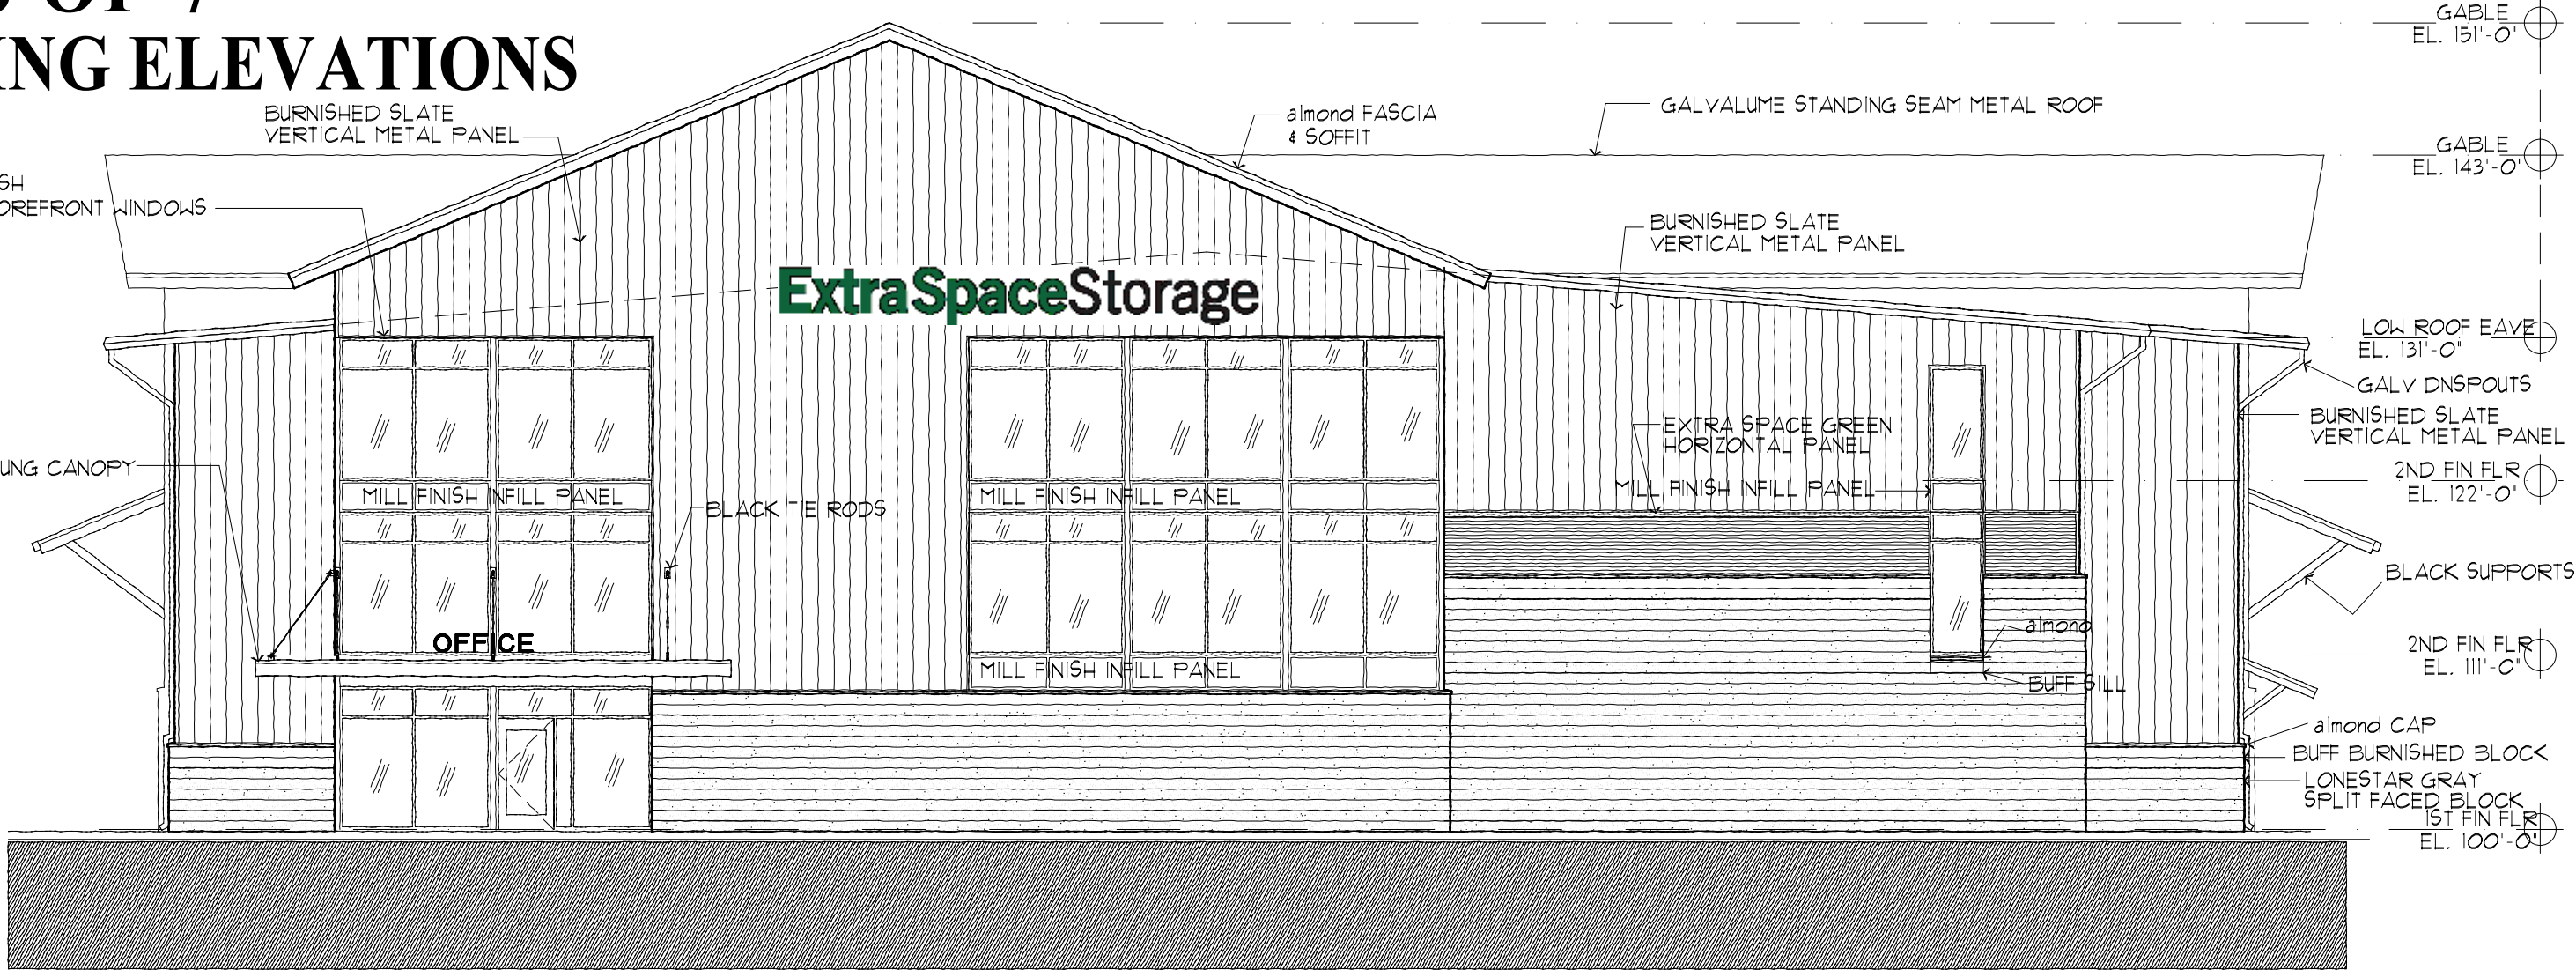 OF 7
ING ELEVATIONS
GABLE
EL. 151'-0"
BURNISHED SLATE
VERTICAL METAL PANEL
almond FASCIA
& SOFFIT
GALVALUME STANDING SEAM METAL ROOF
GABLE
EL. 143'-0"
SH
OREFRONT WINDOWS
BURNISHED SLATE
VERTICAL METAL PANEL
ExtraSpaceStorage
LOW ROOF EAVE
EL. 131'-0"
GALV DNSPOUTS
BURNISHED SLATE
VERTICAL METAL PANEL
EXTRA SPACE GREEN
HORIZONTAL PANEL
UNG CANOPY
MILL FINISH INFILL PANEL
MILL FINISH INFILL PANEL
MILL FINISH INFILL PANEL
2ND FIN FLR
EL. 122'-0"
BLACK TIE RODS
BLACK SUPPORTS
OFFICE
almond
2ND FIN FLR
EL. 111'-0"
MILL FINISH INFILL PANEL
BUFF SILL
almond CAP
BUFF BURNISHED BLOCK
LONESTAR GRAY
SPLIT FACED BLOCK
1ST FIN FLR
EL. 100'-0"